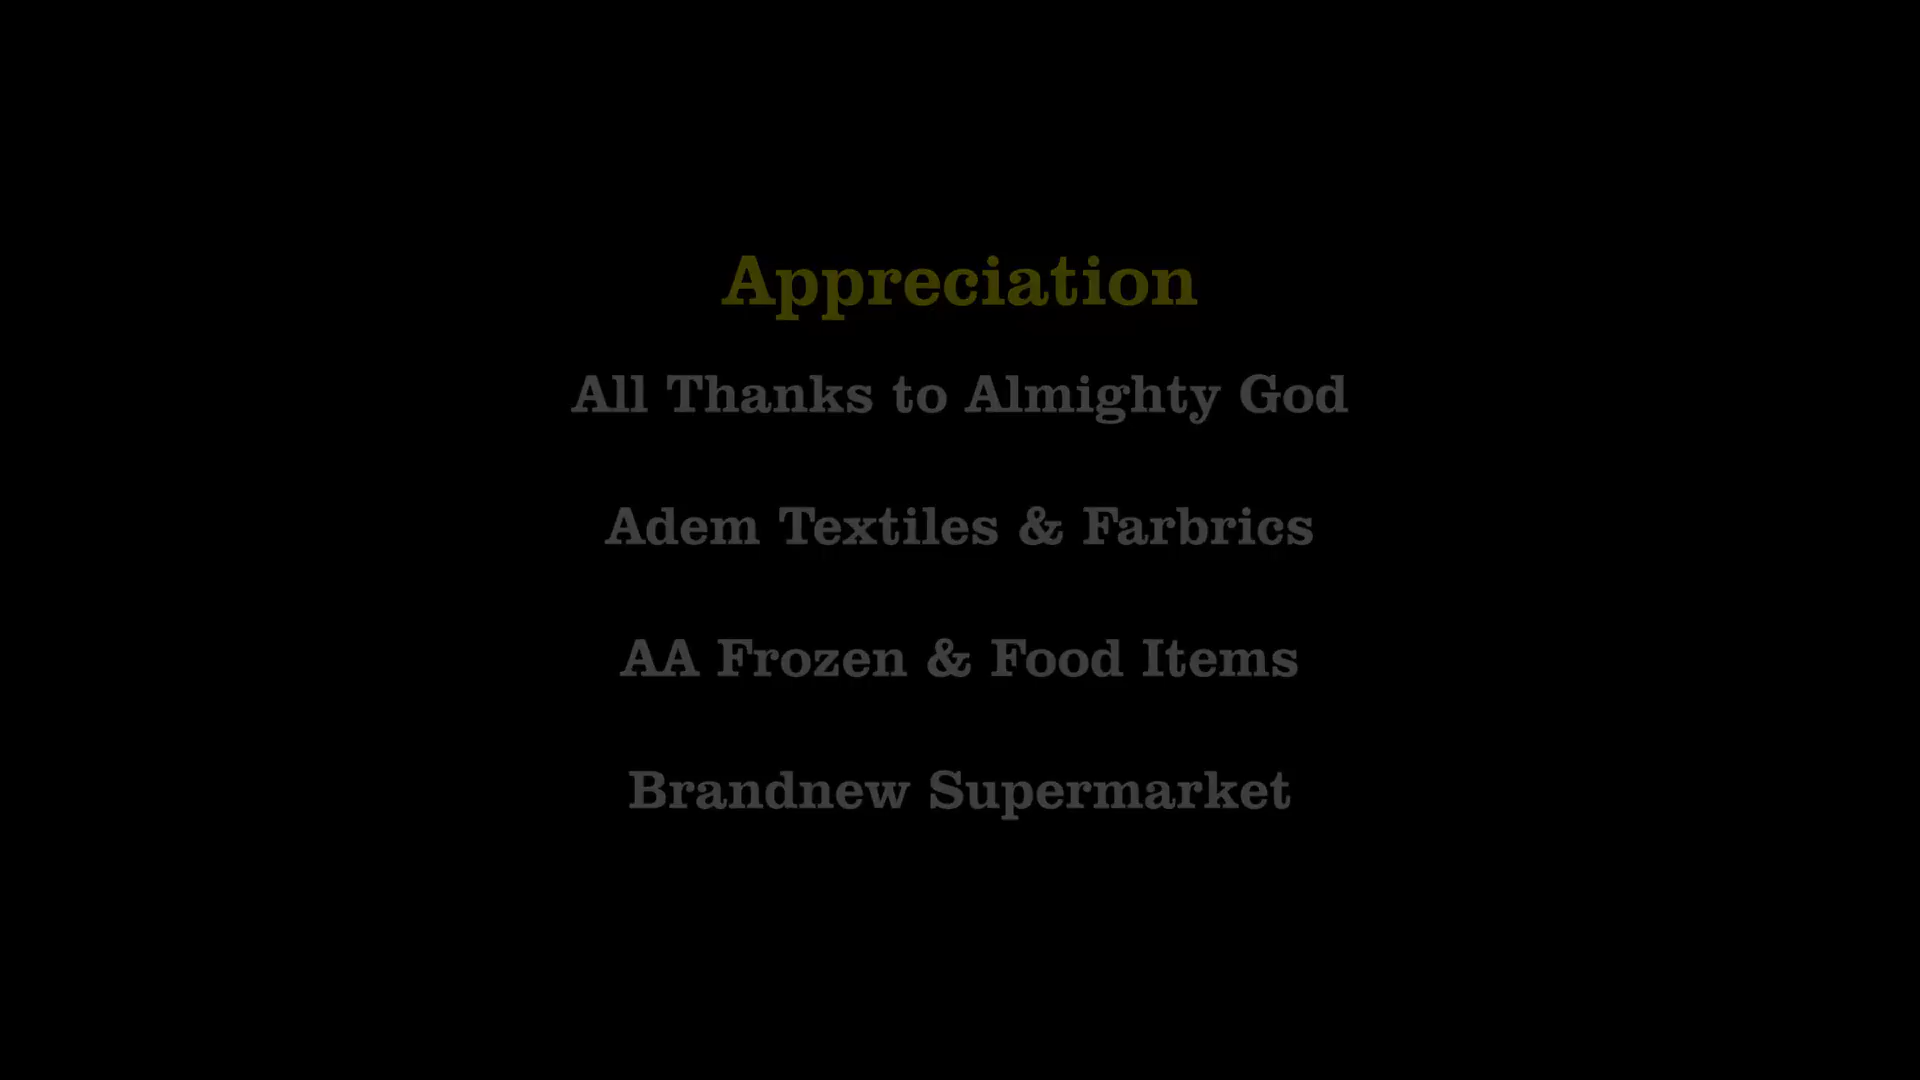 Appreciation
All Thanks to Almighty God
Adem Textiles & Farbrics
AA Frozen & Food Items
Brandnew Supermarket